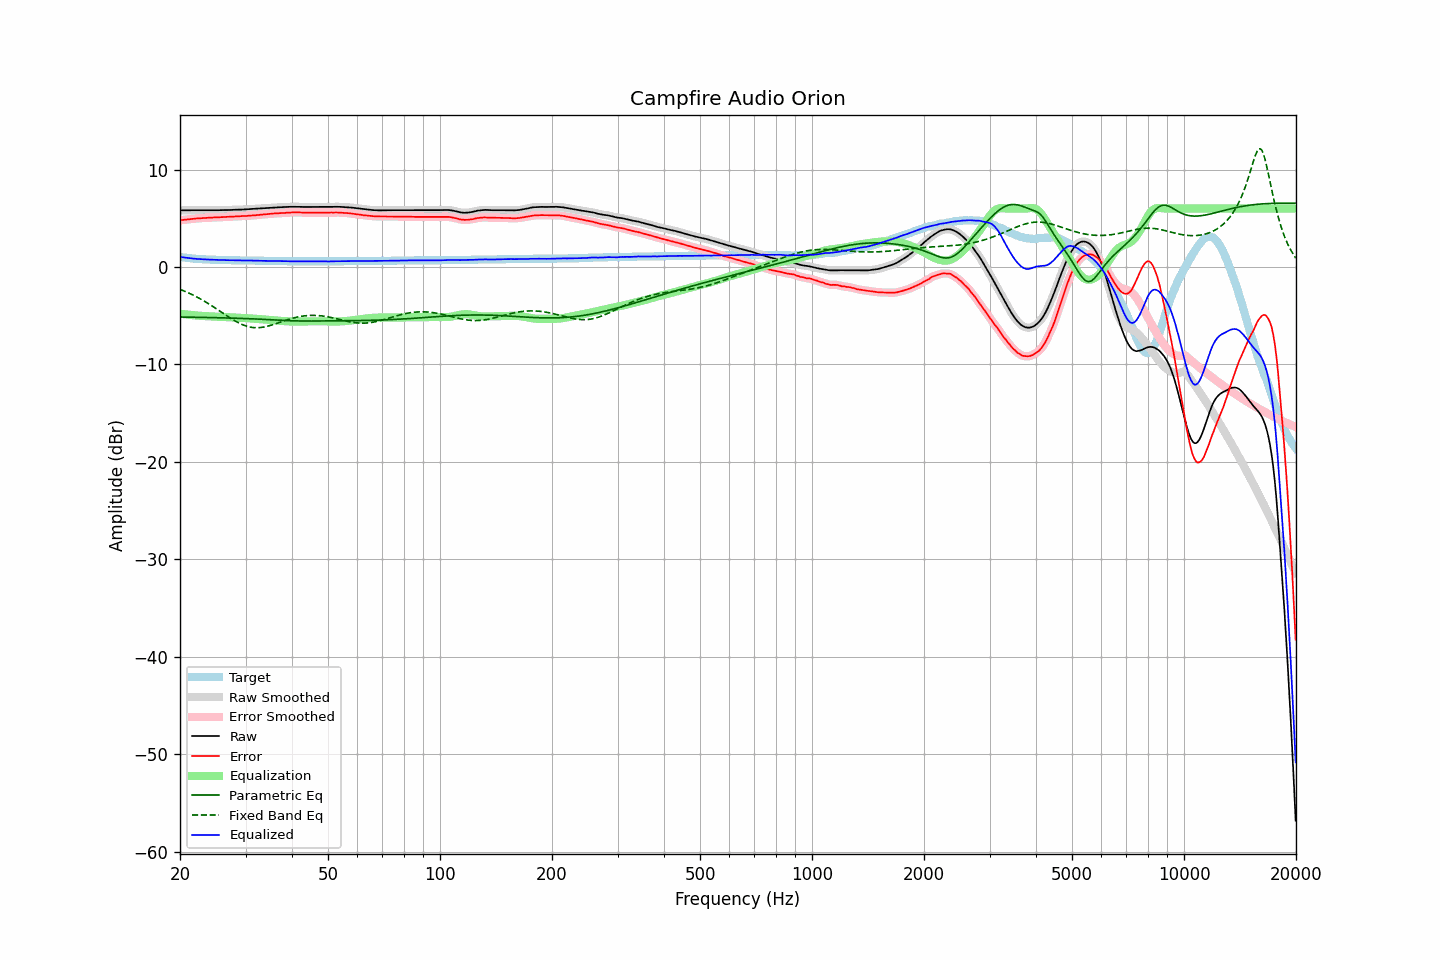 Campfire Audio Orion
10
0
−10
−20
−30
−40
−50
−60
Amplitude (dBr)
Target
Raw Smoothed
Error Smoothed
Raw
Error
Equalization
Parametric Eq
Fixed Band Eq
Equalized
20 50 100 200 500 1000 2000 5000 10000 20000
Frequency (Hz)